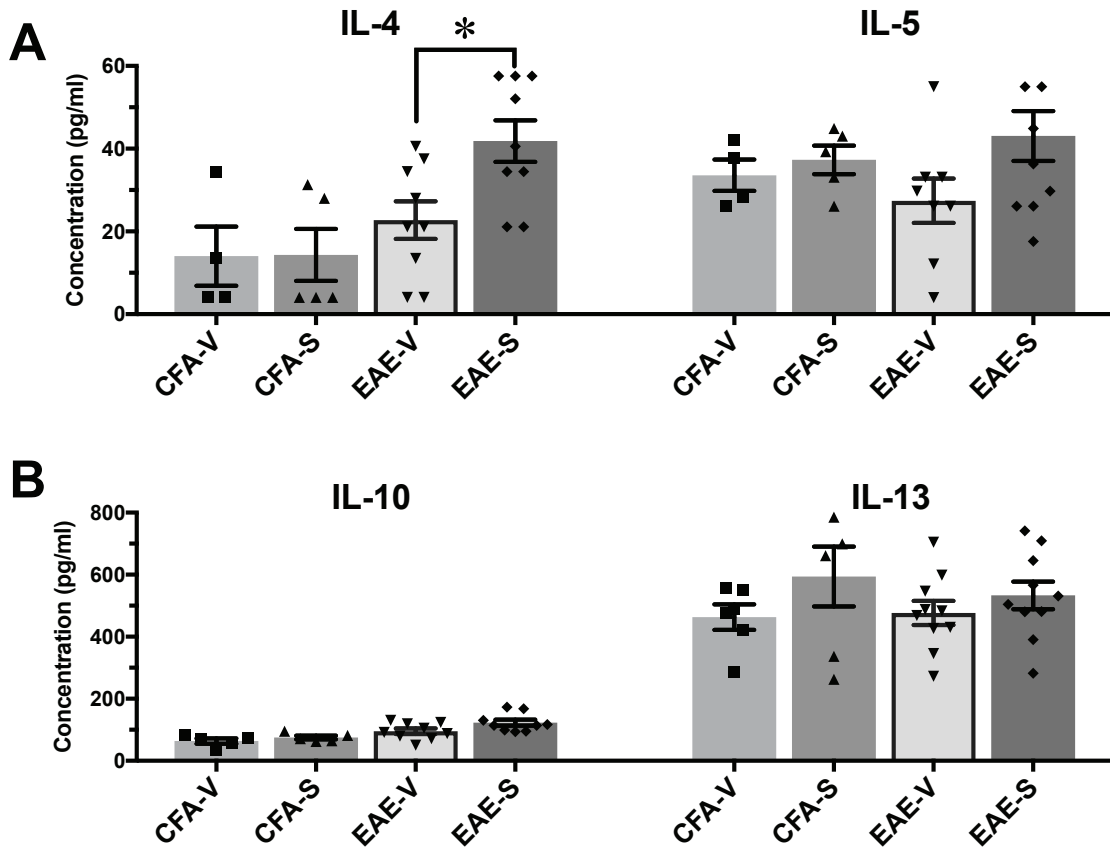 A
IL-4
IL-5
*
Concentration (pg/ml)
60
40
20
0
CFA-V
CFA-S
EAE-V
EAE-S
CFA-V
CFA-S
EAE-V
EAE-S
B
IL-10
IL-13
Concentration (pg/ml)
800
600
400
200
0
CFA-V
CFA-S
EAE-V
EAE-S
CFA-V
CFA-S
EAE-V
EAE-S